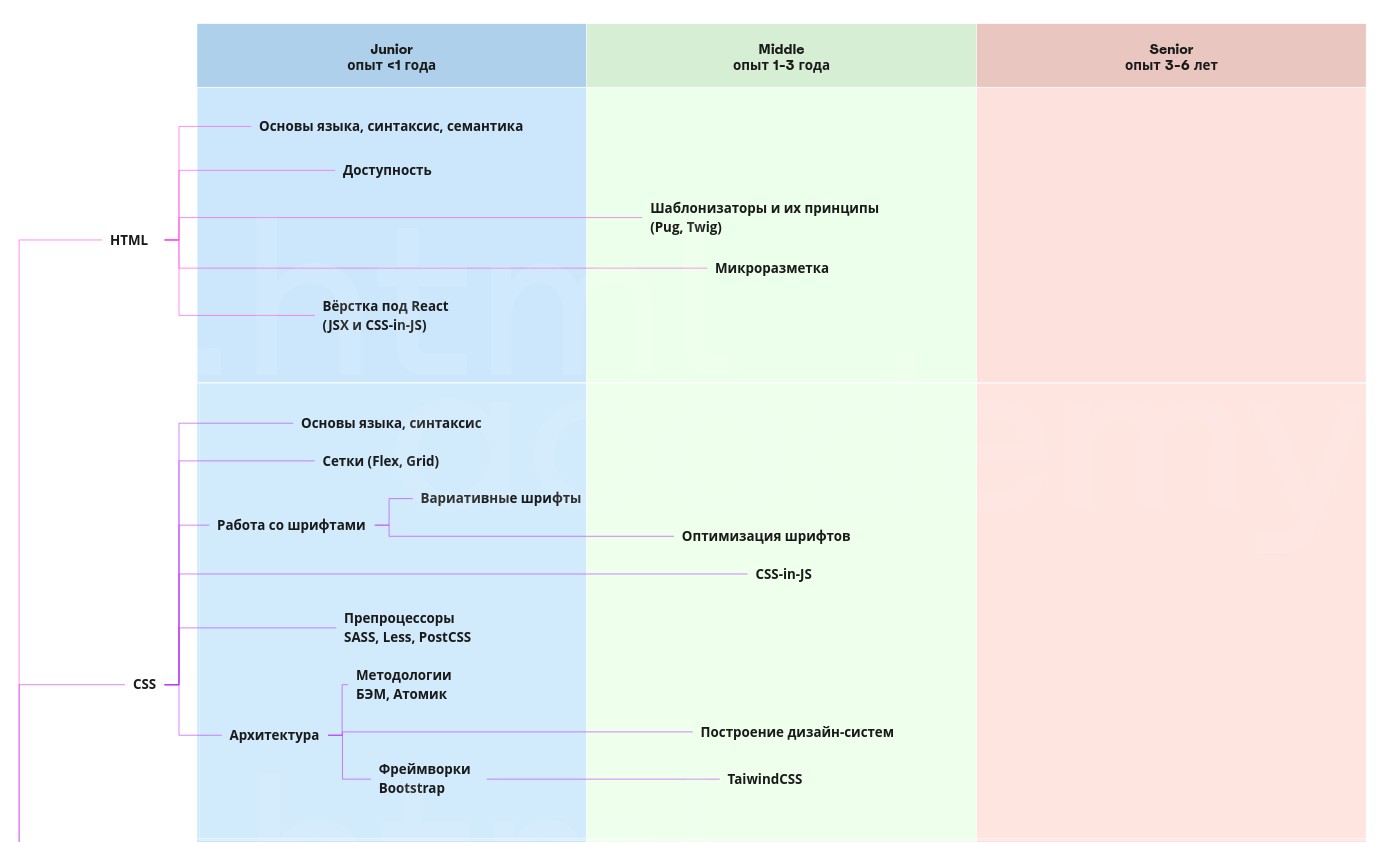 Junior
опыт <1 года
Middle
опыт 1-3 года
Senior
опыт 3-6 лет
Основы языка, синтаксис, семантика
Доступность
Шаблонизаторы и их принципы
(Pug, Twig)
HTML
Микроразметка
Вёрстка под React
(JSX и CSS-in-JS)
Основы языка, синтаксис
Сетки (Flex, Grid)
Вариативные шрифты
Работа со шрифтами
Оптимизация шрифтов
CSS-in-JS
Препроцессоры
SASS, Less, PostCSS
Методологии
БЭМ, Атомик
CSS
Архитектура
Построение дизайн-систем
Фреймворки
Bootstrap
TaiwindCSS